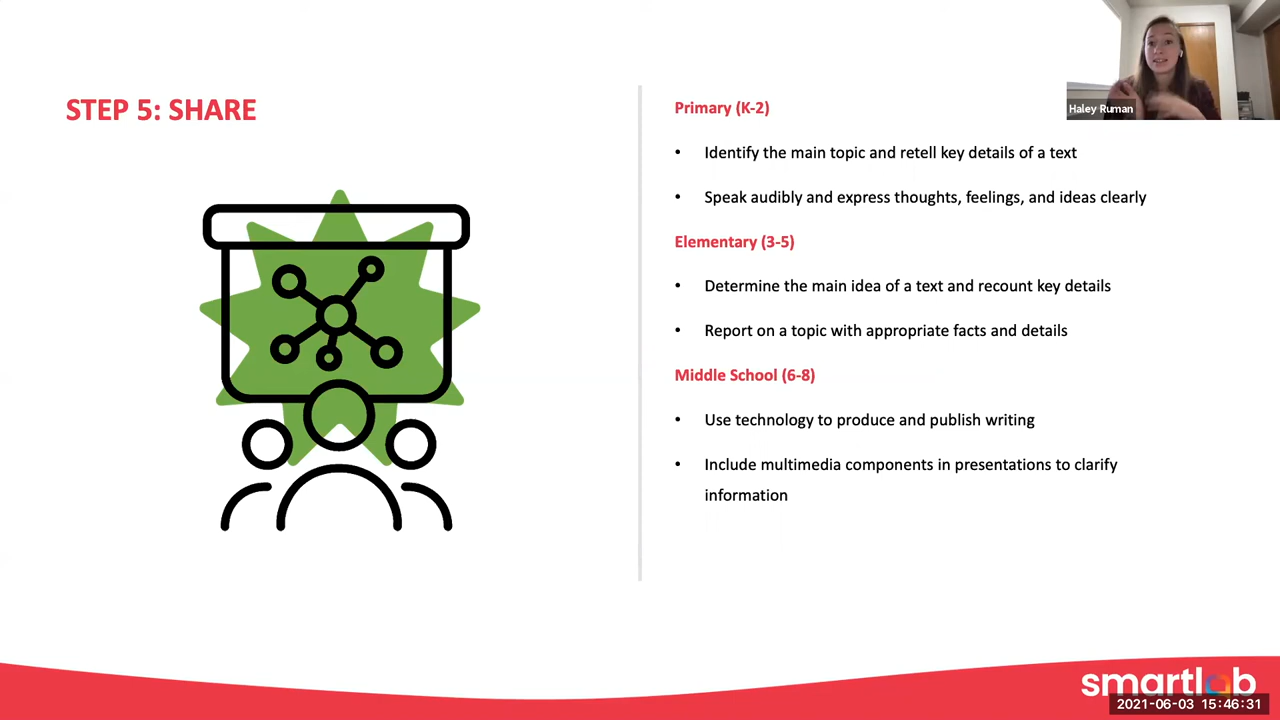 STEP 5: SHARE
Primary (K-2)
• Identify the main topic and retell key details of a text
• Speak audibly and express thoughts, feelings, and ideas clearly
Elementary (3-5)
• Determine the main idea of a text and recount key details
• Report on a topic with appropriate facts and details
Middle School (6-8)
• Use technology to produce and publish writing
• Include multimedia components in presentations to clarify
information
Haley Ruman
smartlab
2021-06-03 15:46:31